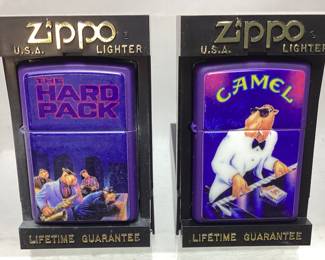 zippo
U.S.A. LIGHTER
THE
HARD
PACK
LIFETIME GUARANTEE
zippo
U.S.A. LIGHTER
CAMEL
LIFETIME GUARANTEE